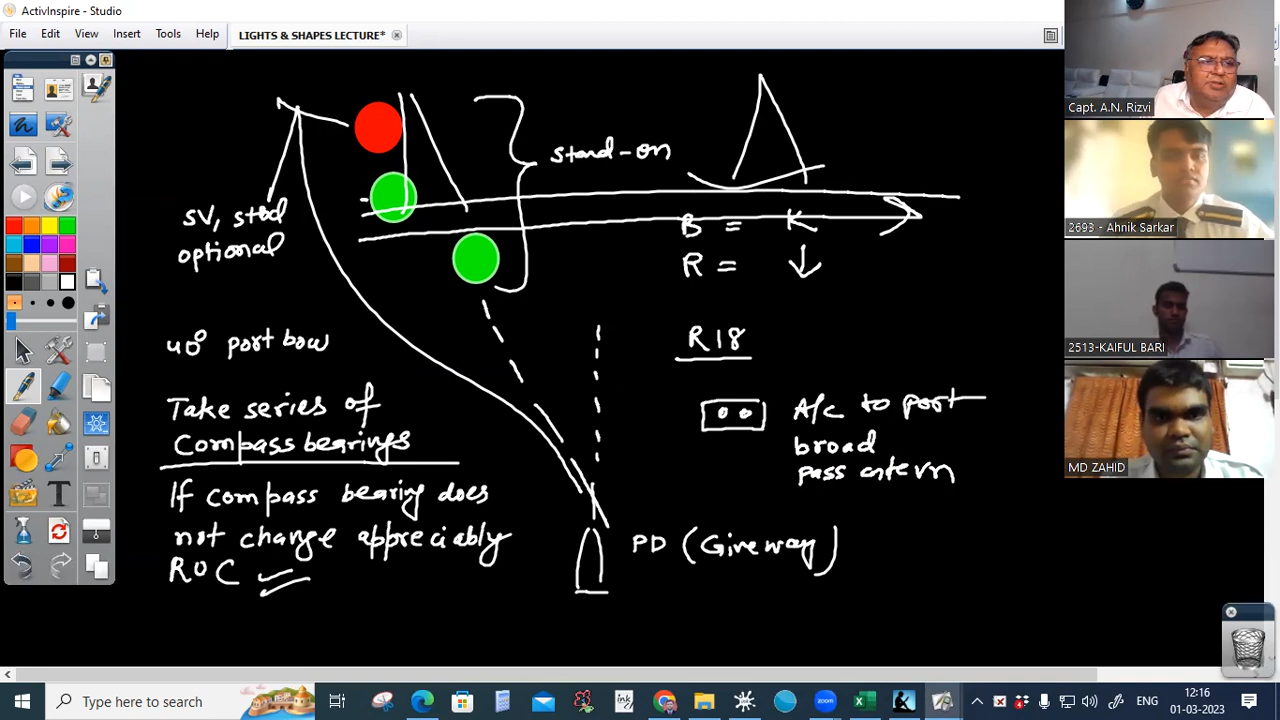 ActivInspire - Studio
File Edit View Insert Tools Help
LIGHTS & SHAPES LECTURE*
Capt. A.N. Rizvi
2693 - Ahnik Sarkar
2513-KAIFUL BARI
MD ZAHID
stand-on
SV, stbd
optional
B =
R = ↓
40° port bow
R18
Take series of
Compass bearings
A/c to port
broad
pass astern
If compass bearing does
not change appreciably
ROC
PD (Giveway)
Type here to search
ENG
12:16
01-03-2023